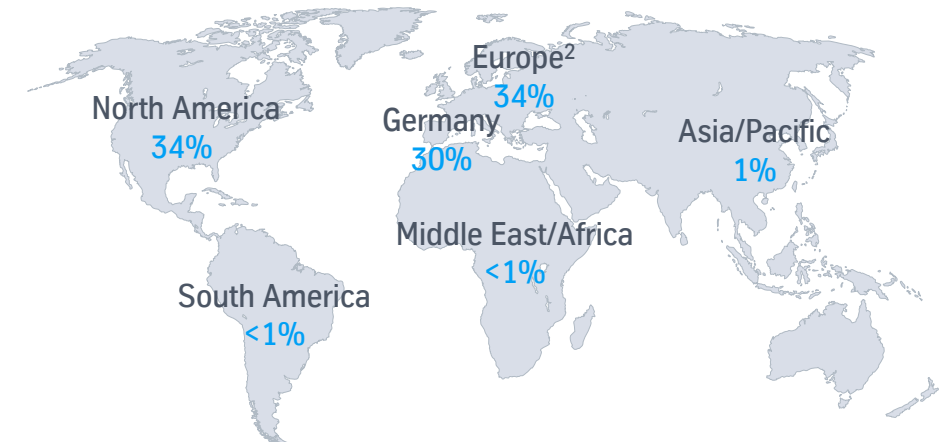 Europe²
34%
North America
34%
Germany
30%
Asia/Pacific
1%
Middle East/Africa
<1%
South America
<1%